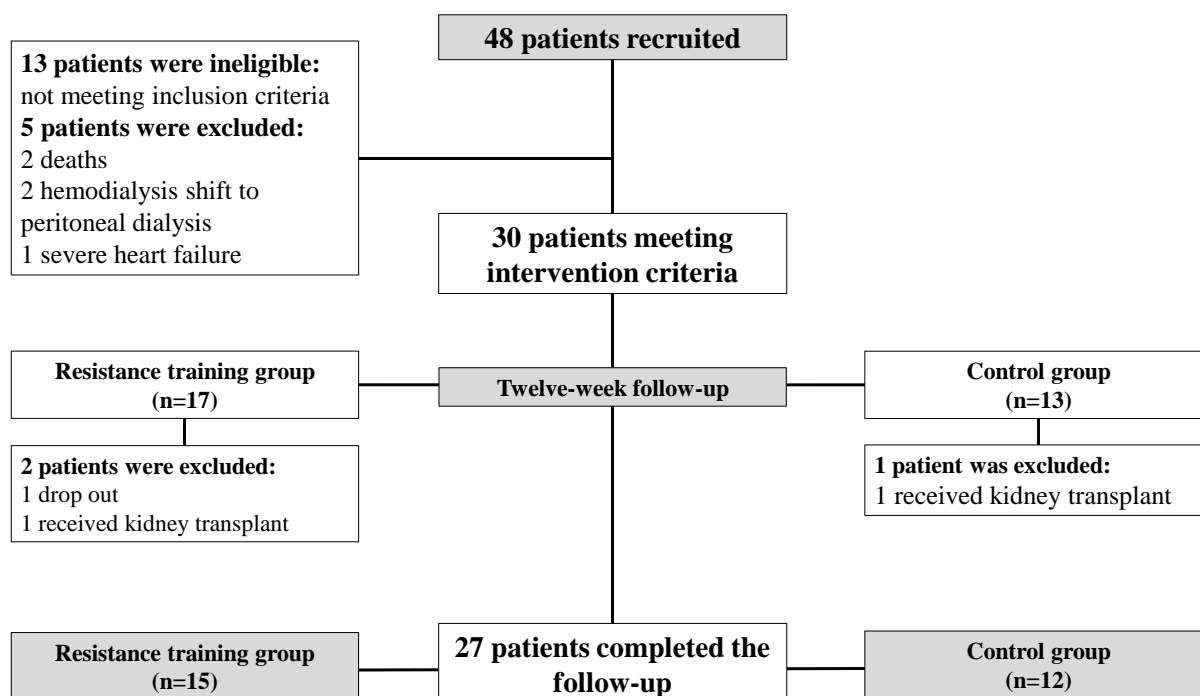 48 patients recruited
13 patients were ineligible:
not meeting inclusion criteria
5 patients were excluded:
2 deaths
2 hemodialysis shift to
peritoneal dialysis
1 severe heart failure
30 patients meeting
intervention criteria
Resistance training group
(n=17)
Twelve-week follow-up
Control group
(n=13)
2 patients were excluded:
1 drop out
1 received kidney transplant
1 patient was excluded:
1 received kidney transplant
Resistance training group
(n=15)
27 patients completed the
follow-up
Control group
(n=12)